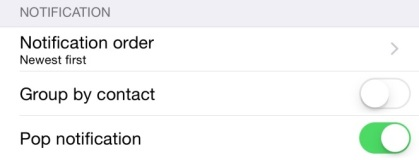 NOTIFICATION
Notification order
Newest first
Group by contact
Pop notification